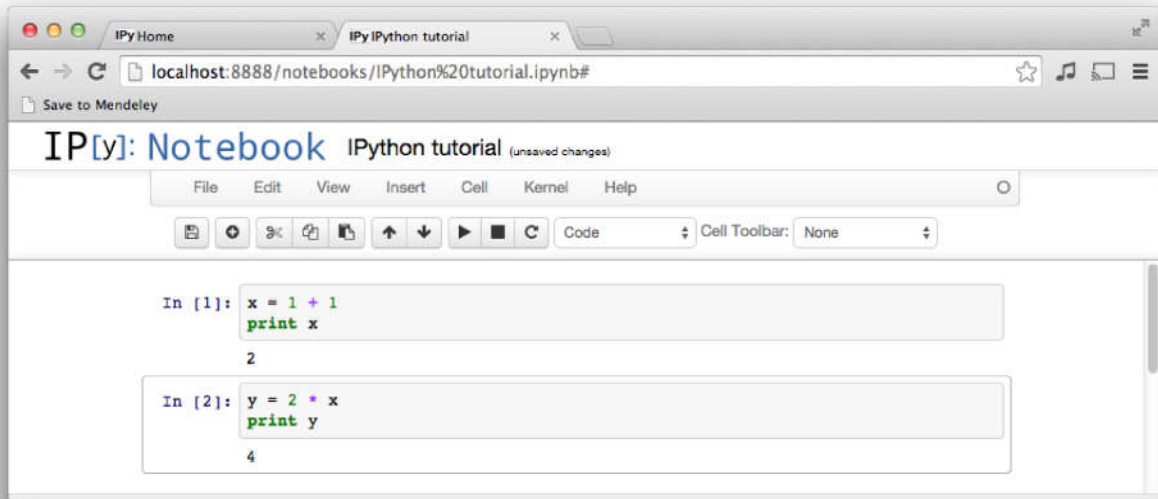 IPy Home IPy IPython tutorial
localhost:8888/notebooks/IPython%20tutorial.ipynb#
Save to Mendeley
IP[y]: Notebook IPython tutorial (unsaved changes)
File Edit View Insert Cell Kernel Help
Code Cell Toolbar: None
In [1]: x = 1 + 1
print x
2
In [2]: y = 2 * x
print y
4